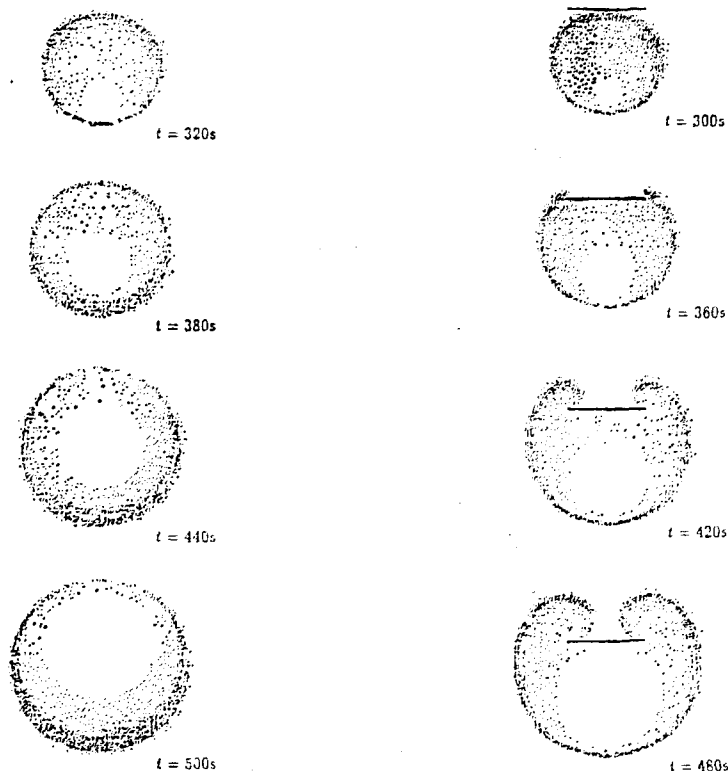 t = 320s
t = 300s
t = 380s
t = 360s
t = 440s
t = 420s
t = 500s
t = 480s